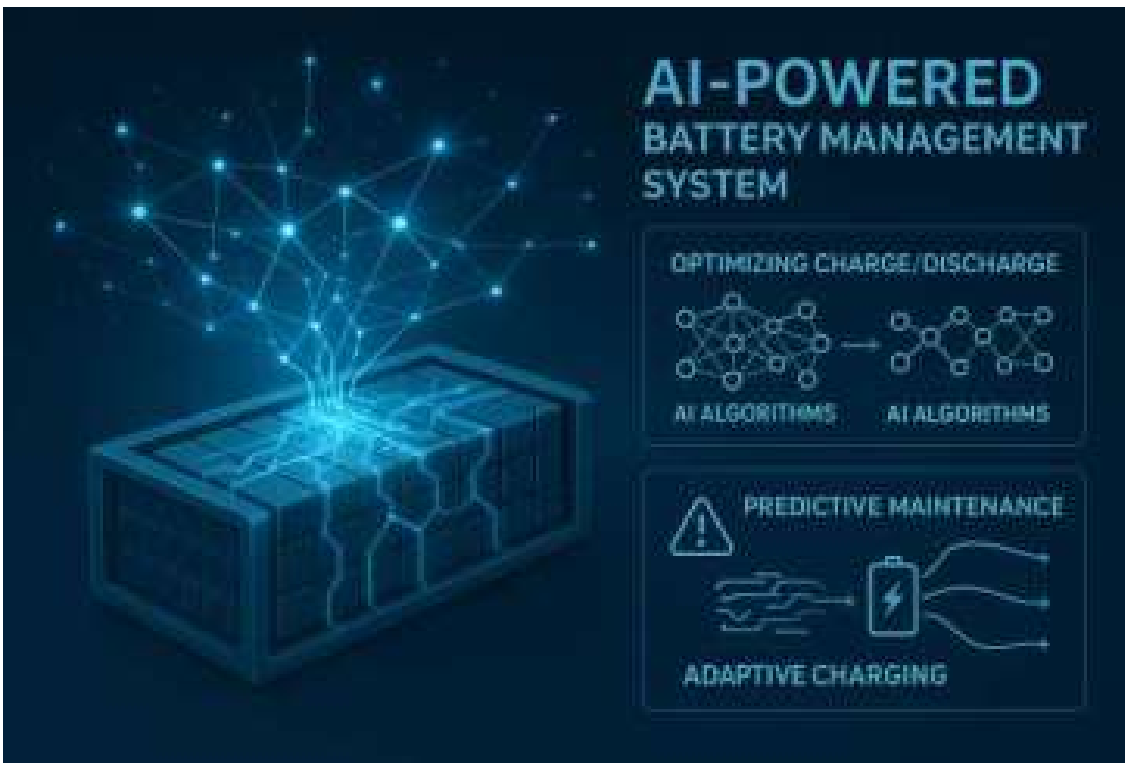 AI-POWERED
BATTERY MANAGEMENT
SYSTEM
OPTIMIZING CHARGE/DISCHARGE
AI ALGORITHMS AI ALGORITHMS
PREDICTIVE MAINTENANCE
ADAPTIVE CHARGING